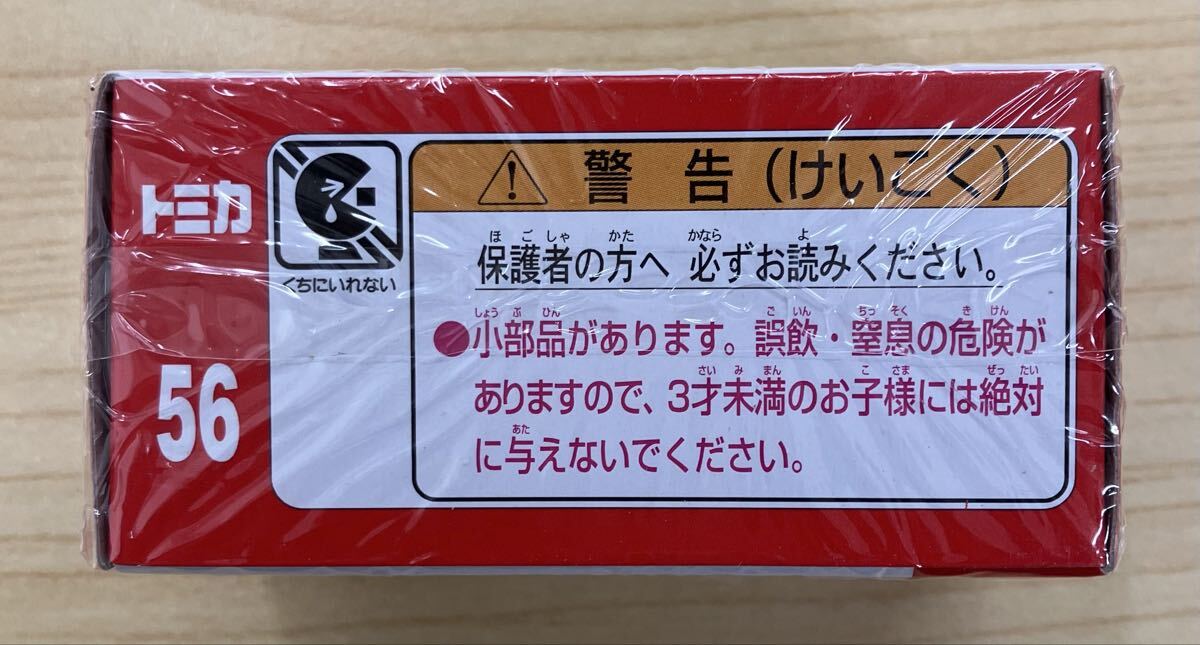 トミカ
56
くちにいれない
警 告 (けいこく)
ほ ご しゃ かた かなら よ
保護者の方へ 必ずお読みください。
しょう ぶ ひん ご いん ちっ そく き けん
●小部品があります。誤飲・窒息の危険が
さい み まん こ さま ぜっ たい
ありますので、3才未満のお子様には絶対
あた
に与えないでください。